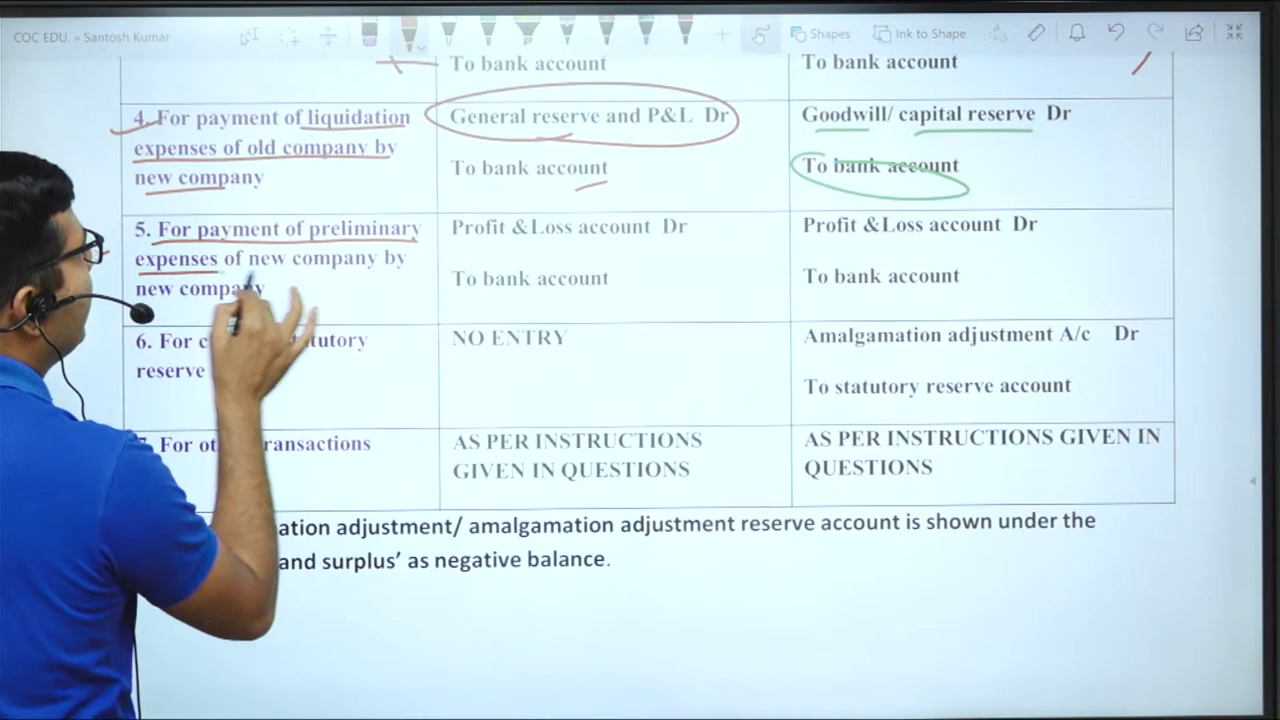 COC EDU. » Santosh Kumar
Shapes
Ink to Shape
To bank account
To bank account
4. For payment of liquidation
expenses of old company by
new company
General reserve and P&L Dr
To bank account
Goodwill/ capital reserve Dr
To bank account
5. For payment of preliminary
expenses of new company by
new company
Profit &Loss account Dr
To bank account
Profit &Loss account Dr
To bank account
6. For
reserve
NO ENTRY
Amalgamation adjustment A/c Dr
To statutory reserve account
For
AS PER INSTRUCTIONS
GIVEN IN QUESTIONS
AS PER INSTRUCTIONS GIVEN IN
QUESTIONS
adjustment/ amalgamation adjustment reserve account is shown under the
and surplus’ as negative balance.